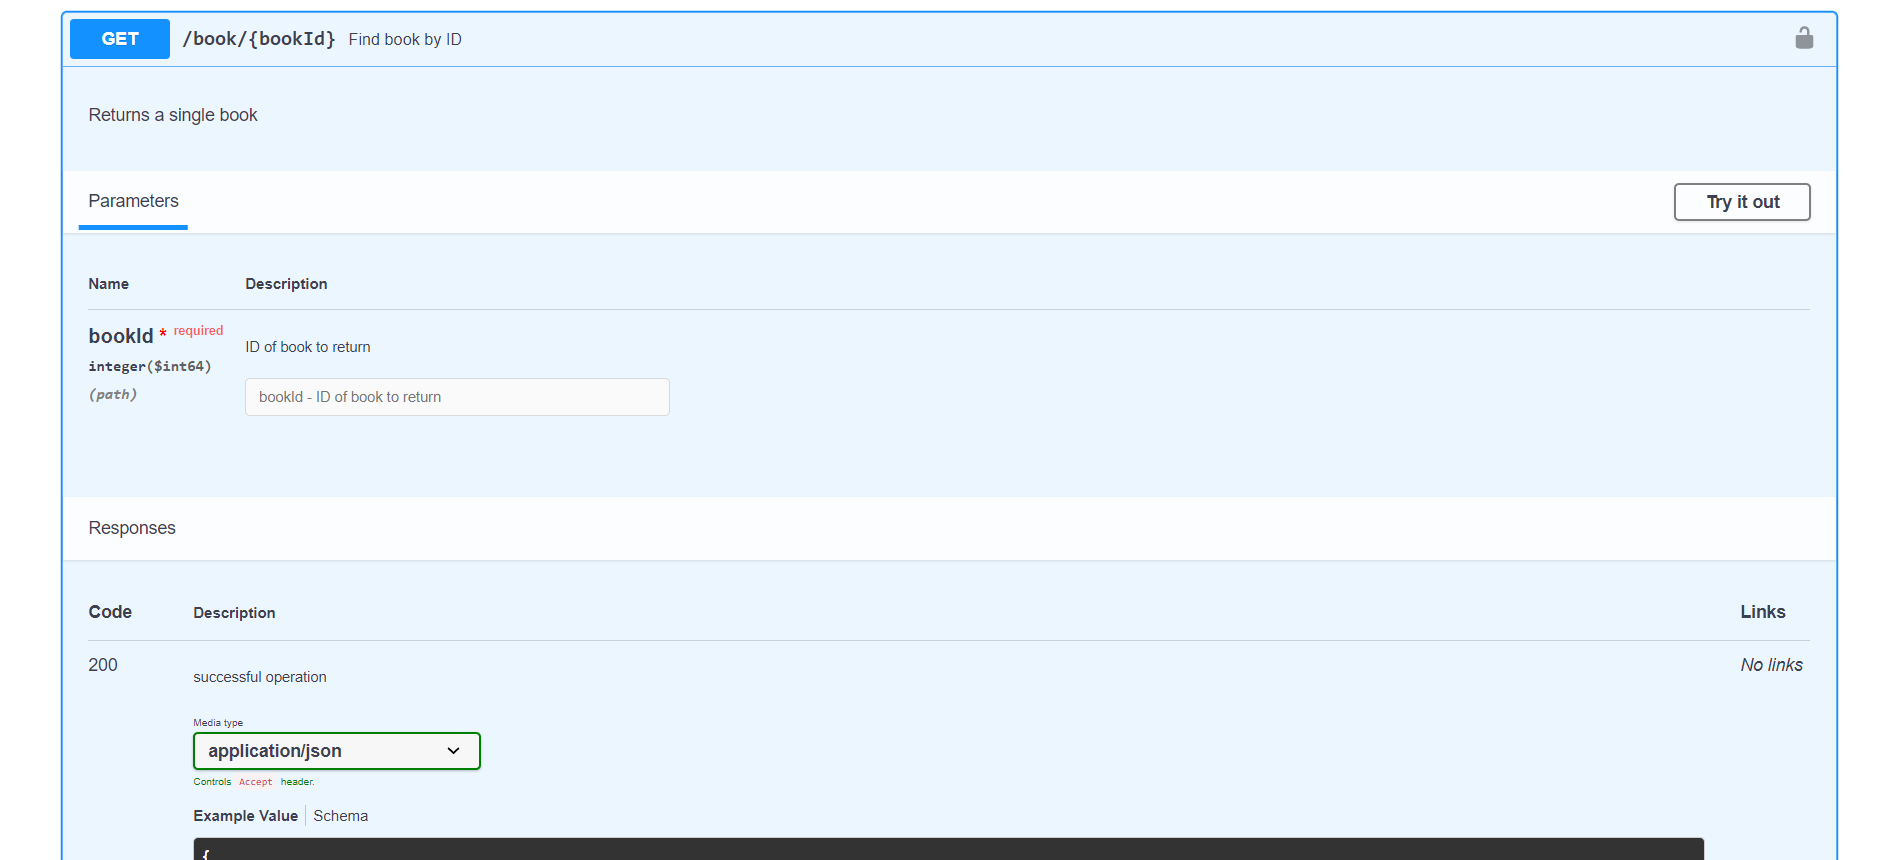 GET /book/{bookId} Find book by ID
Returns a single book
Parameters
Try it out
Name Description
bookId * required
integer($int64)
(path)
ID of book to return
bookId - ID of book to return
Responses
Code Description Links
200
successful operation
No links
Media type
application/json
Controls Accept header.
Example Value Schema
{